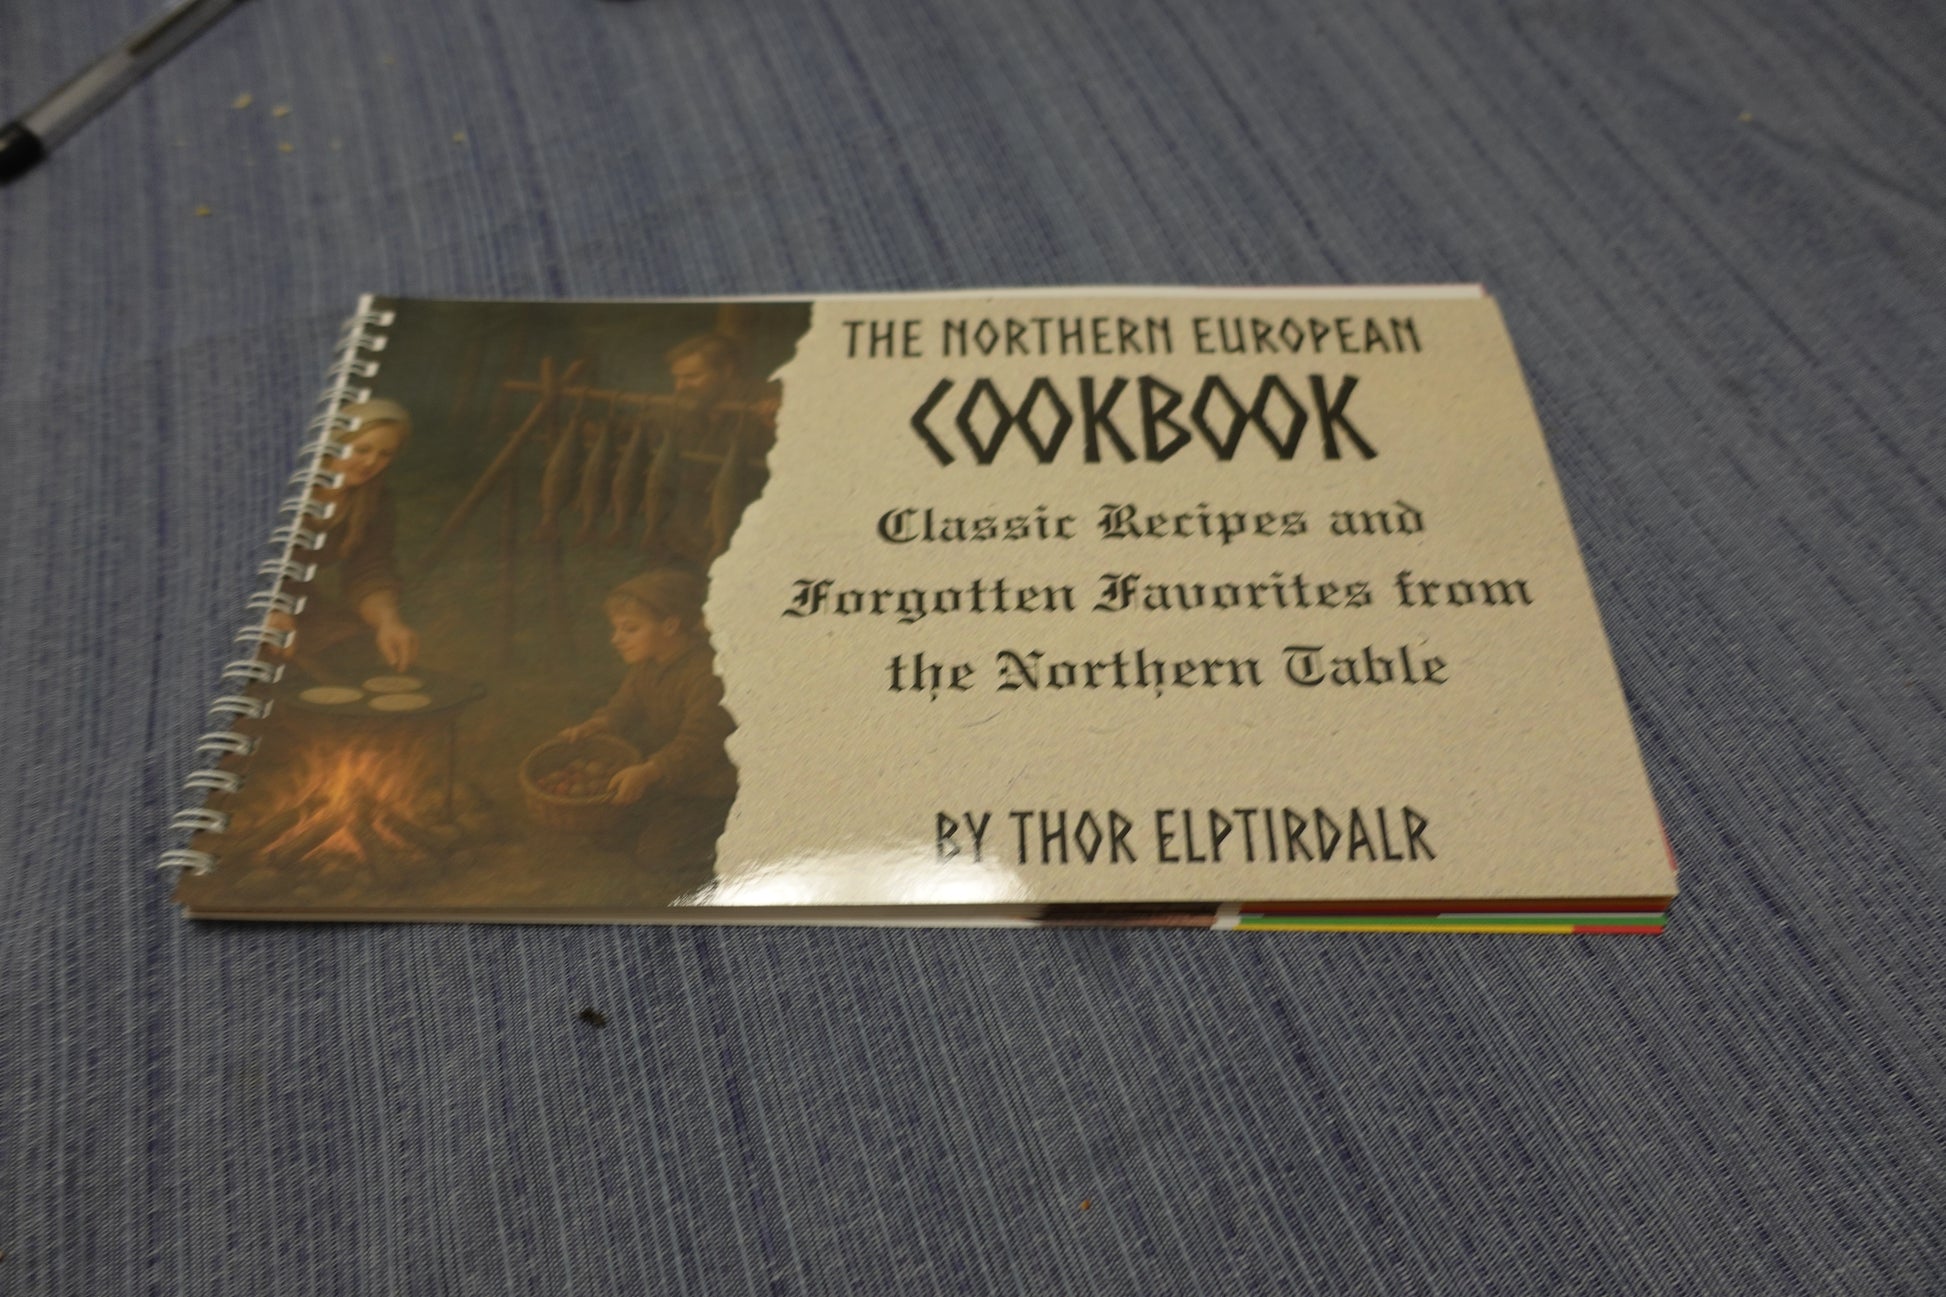 THE NORTHERN EUROPEAN
COOKBOOK
Classic Recipes and
Forgotten Favorites from
the Northern Table
BY THOR ELPTIRDALR